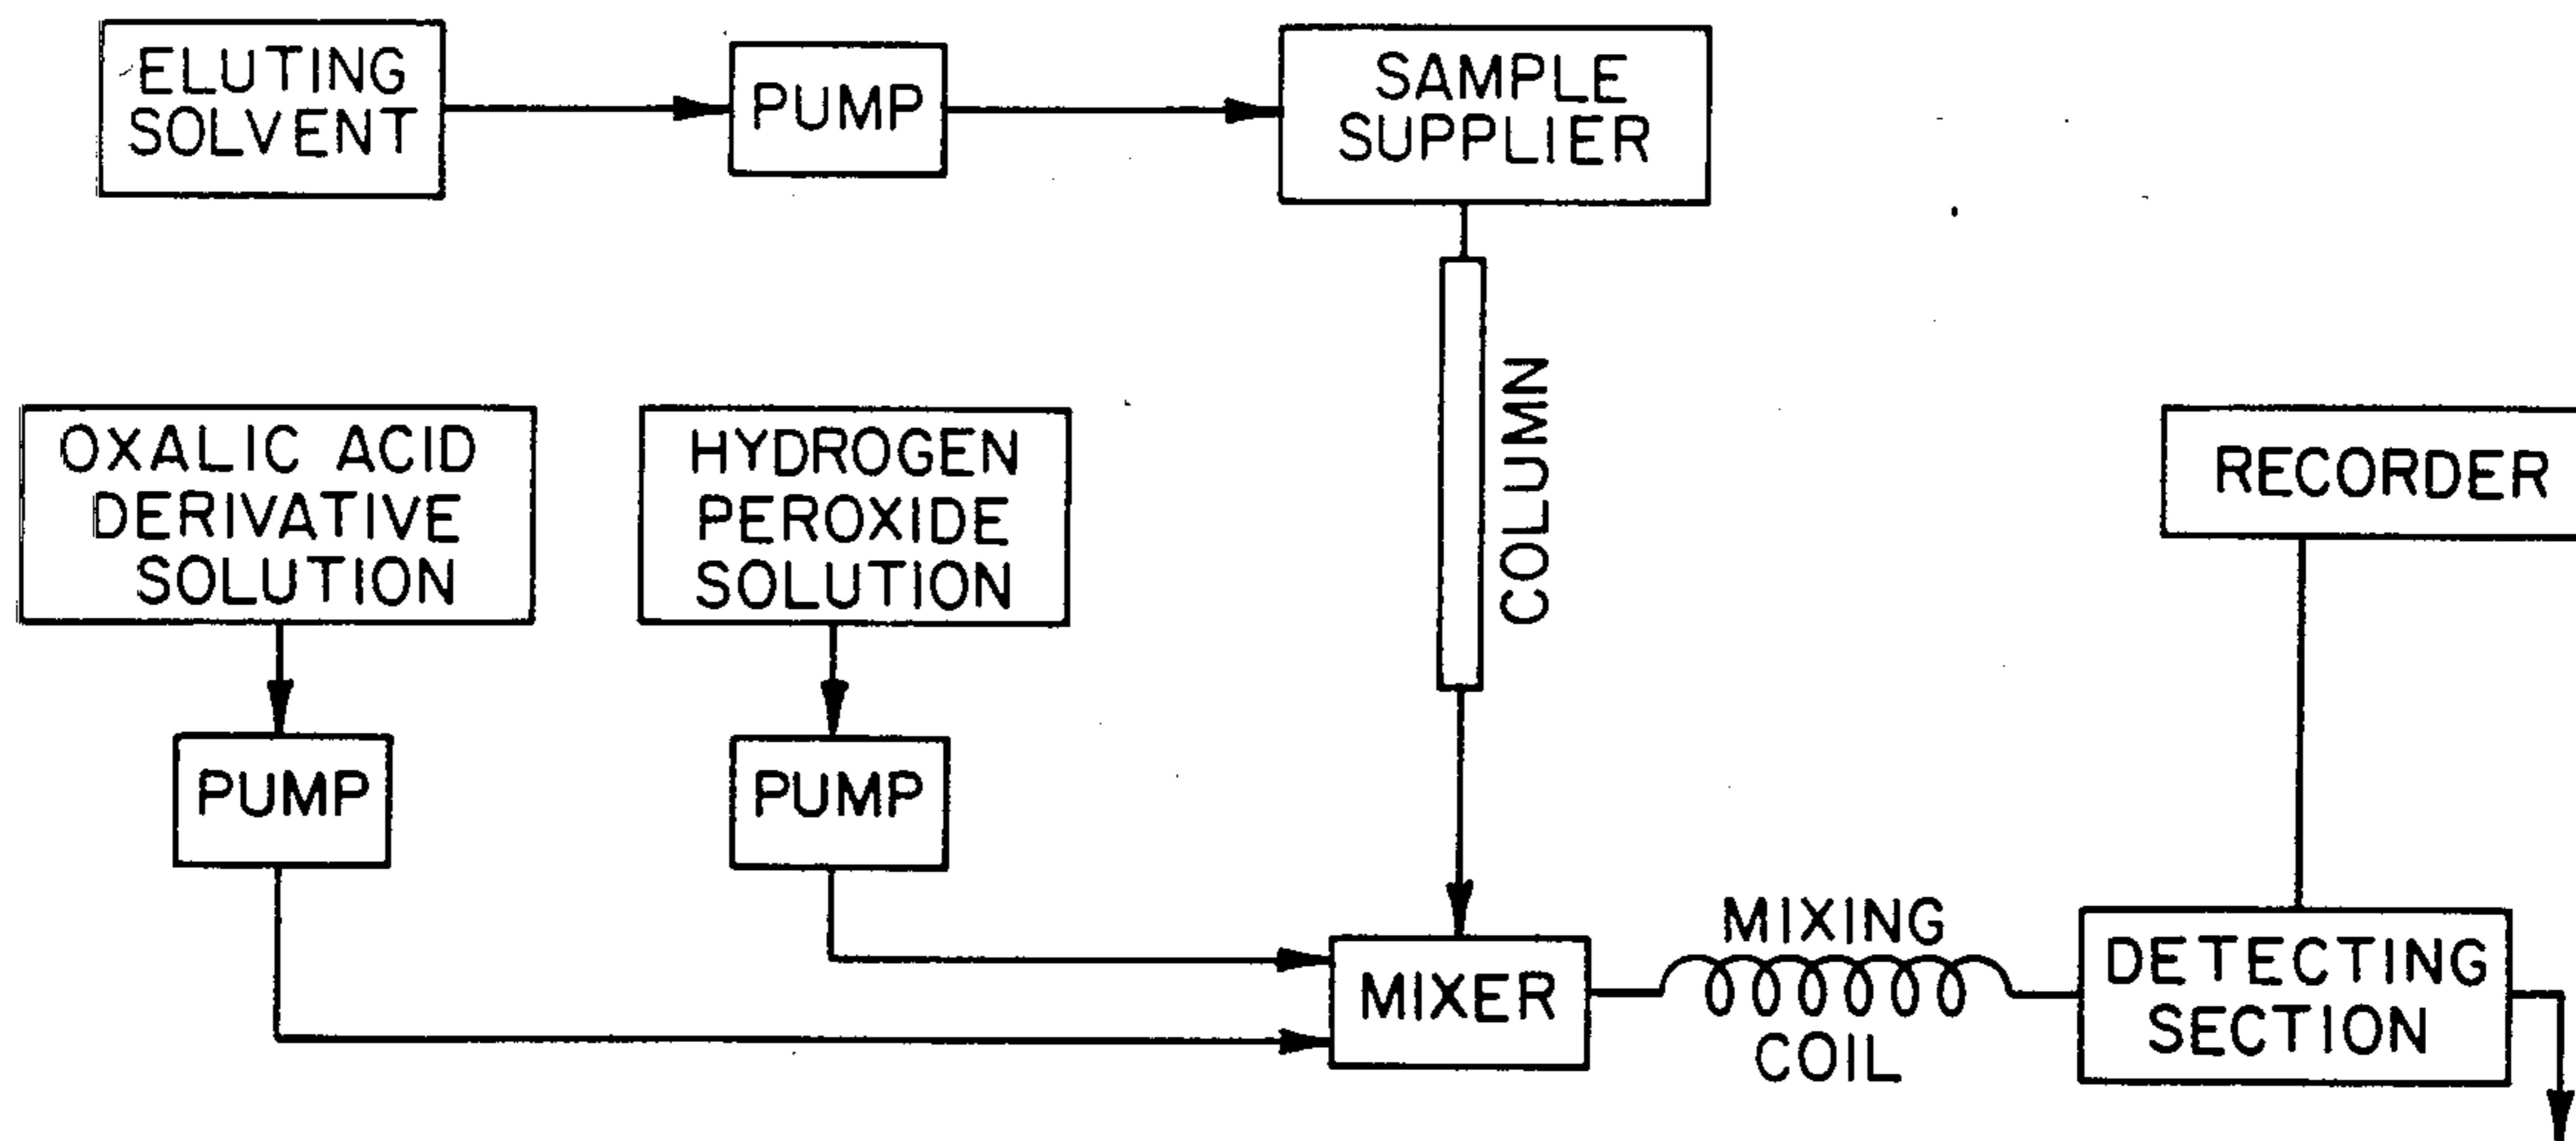 ELUTING
SOLVENT
PUMP
SAMPLE
SUPPLIER
COLUMN
OXALIC ACID
DERIVATIVE
SOLUTION
HYDROGEN
PEROXIDE
SOLUTION
RECORDER
PUMP
PUMP
MIXER
MIXING
COIL
DETECTING
SECTION